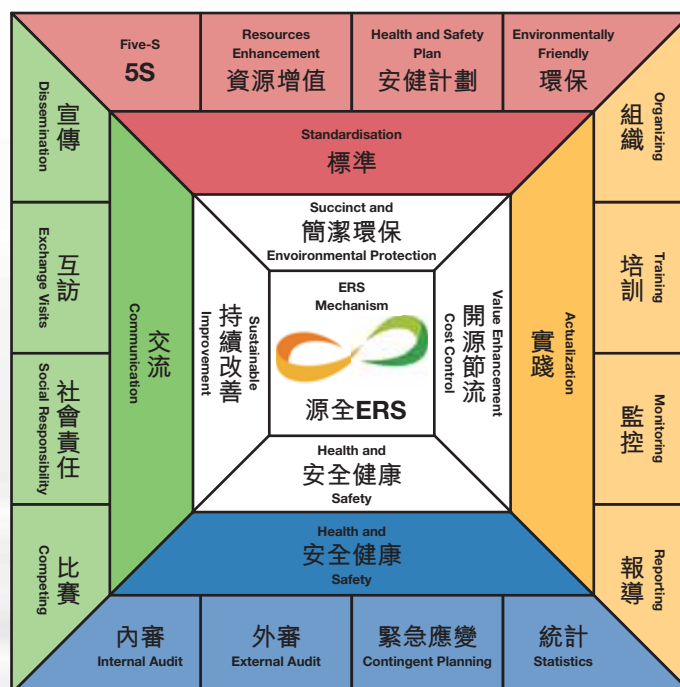 Five-S
5S
Resources
Enhancement
資源增值
Health and Safety
Plan
安健計劃
Environmentally
Friendly
環保
Standardisation
標準
Dissemination
宣傳
Exchange Visits
互訪
Social Responsibility
社會責任
Competing
比賽
Communication
交流
Sustainable
Improvement
持續改善
Succinct and
簡潔環保
Environmental Protection
ERS
Mechanism
源全ERS
Value Enhancement
Cost Control
開源節流
Health and
安全健康
Safety
Actualization
實踐
Organizing
組織
Training
培訓
Monitoring
監控
Reporting
報導
Health and
安全健康
Safety
內審
Internal Audit
外審
External Audit
緊急應變
Contingent Planning
統計
Statistics